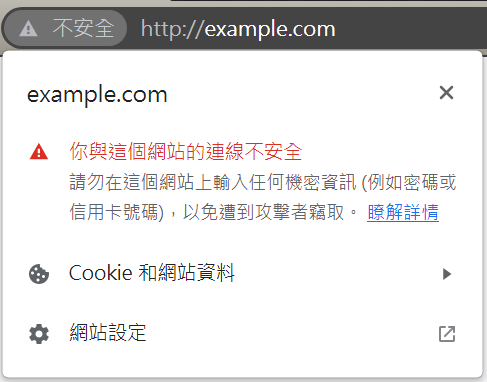 不安全 http://example.com
example.com
你與這個網站的連線不安全
請勿在這個網站上輸入任何機密資訊 (例如密碼或
信用卡號碼)，以免遭到攻擊者竊取。 瞭解詳情
Cookie 和網站資料
網站設定